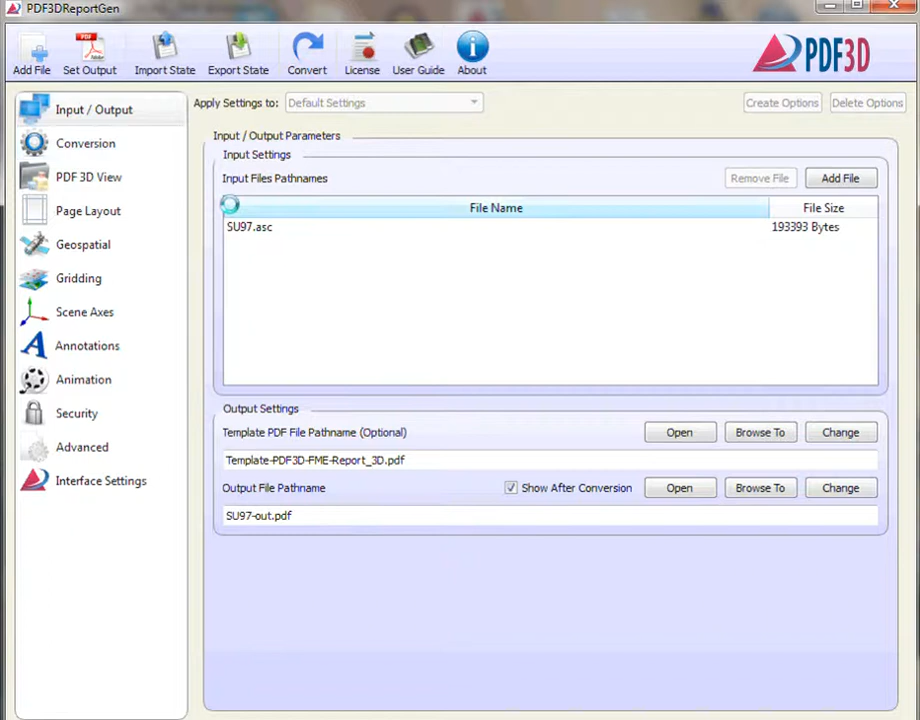 PDF3DReportGen
Add File
Set Output
PDF
Import State
Export State
Convert
License
User Guide
About
PDF3D
Input / Output
Conversion
PDF 3D View
Page Layout
Geospatial
Gridding
Scene Axes
Annotations
Animation
Security
Advanced
Interface Settings
Apply Settings to: Default Settings Create Options Delete Options
Input / Output Parameters
Input Settings
Input Files Pathnames Remove File Add File
File Name File Size
SU97.asc 193393 Bytes
Output Settings
Template PDF File Pathname (Optional) Open Browse To Change
Template-PDF3D-FME-Report_3D.pdf
Output File Pathname Show After Conversion Open Browse To Change
SU97-out.pdf